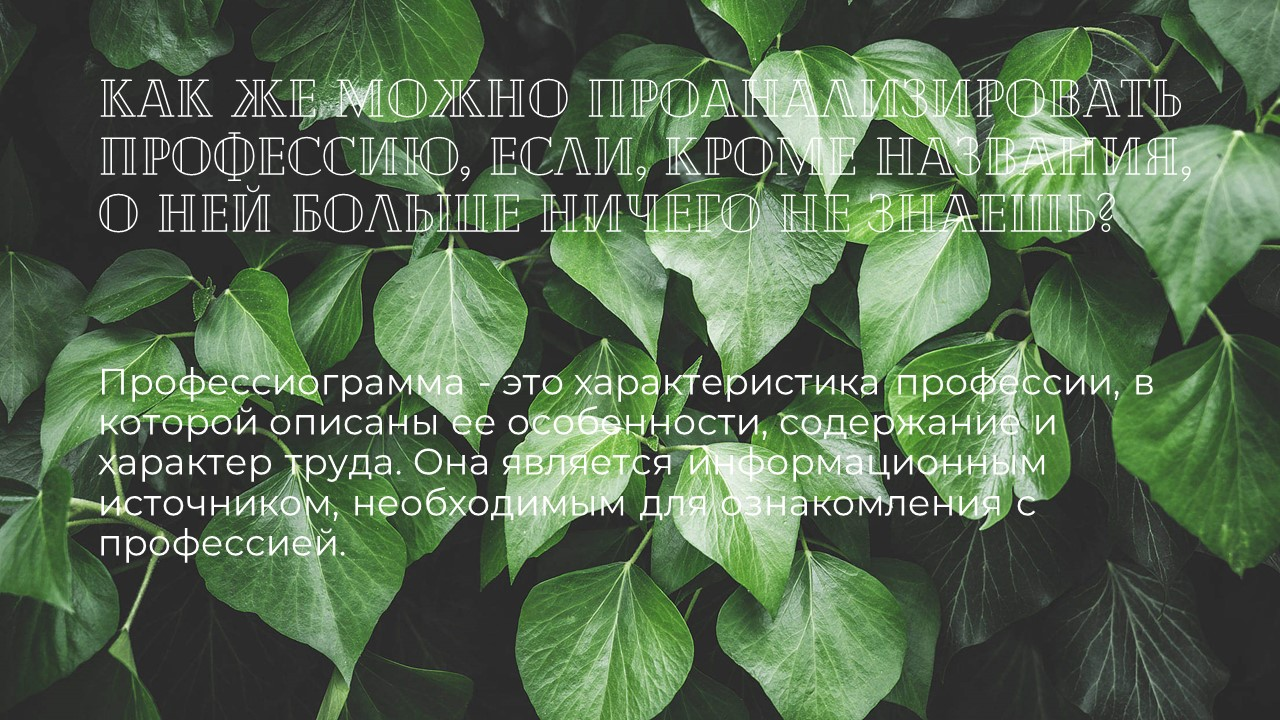 КАК ЖЕ МОЖНО ПРОАНАЛИЗИРОВАТЬ
ПРОФЕССИЮ, ЕСЛИ, КРОМЕ НАЗВАНИЯ,
О НЕЙ БОЛЬШЕ НИЧЕГО НЕ ЗНАЕШЬ?
Профессиограмма - это характеристика профессии, в
которой описаны ее особенности, содержание и
характер труда. Она является информационным
источником, необходимым для ознакомления с
профессией.